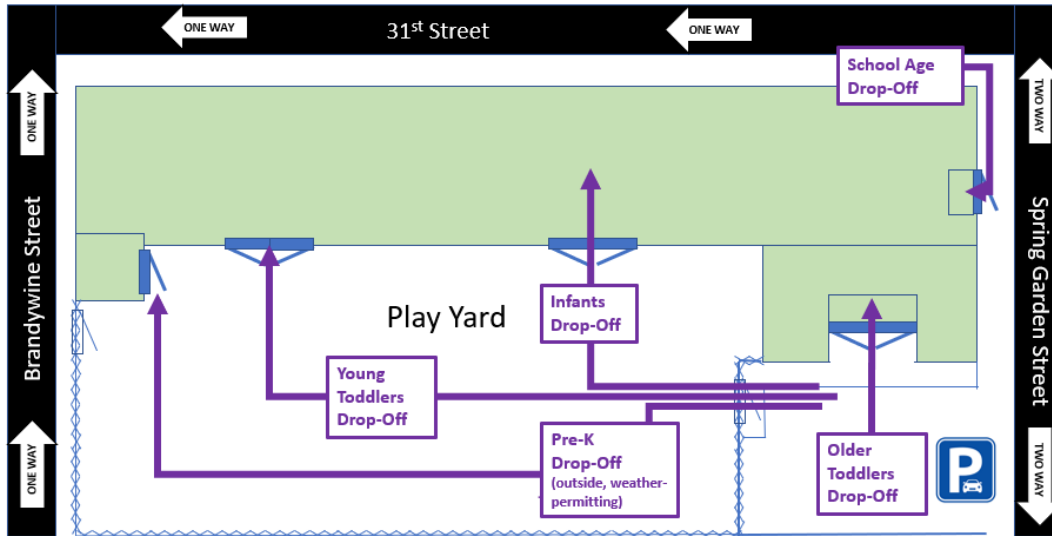 ONE WAY
31st Street
ONE WAY
School Age
Drop-Off
ONE WAY
TWO WAY
Brandywine Street
Spring Garden Street
Infants
Drop-Off
Play Yard
Young
Toddlers
Drop-Off
Pre-K
Drop-Off
(outside, weather-
permitting)
Older
Toddlers
Drop-Off
P
ONE WAY
TWO WAY